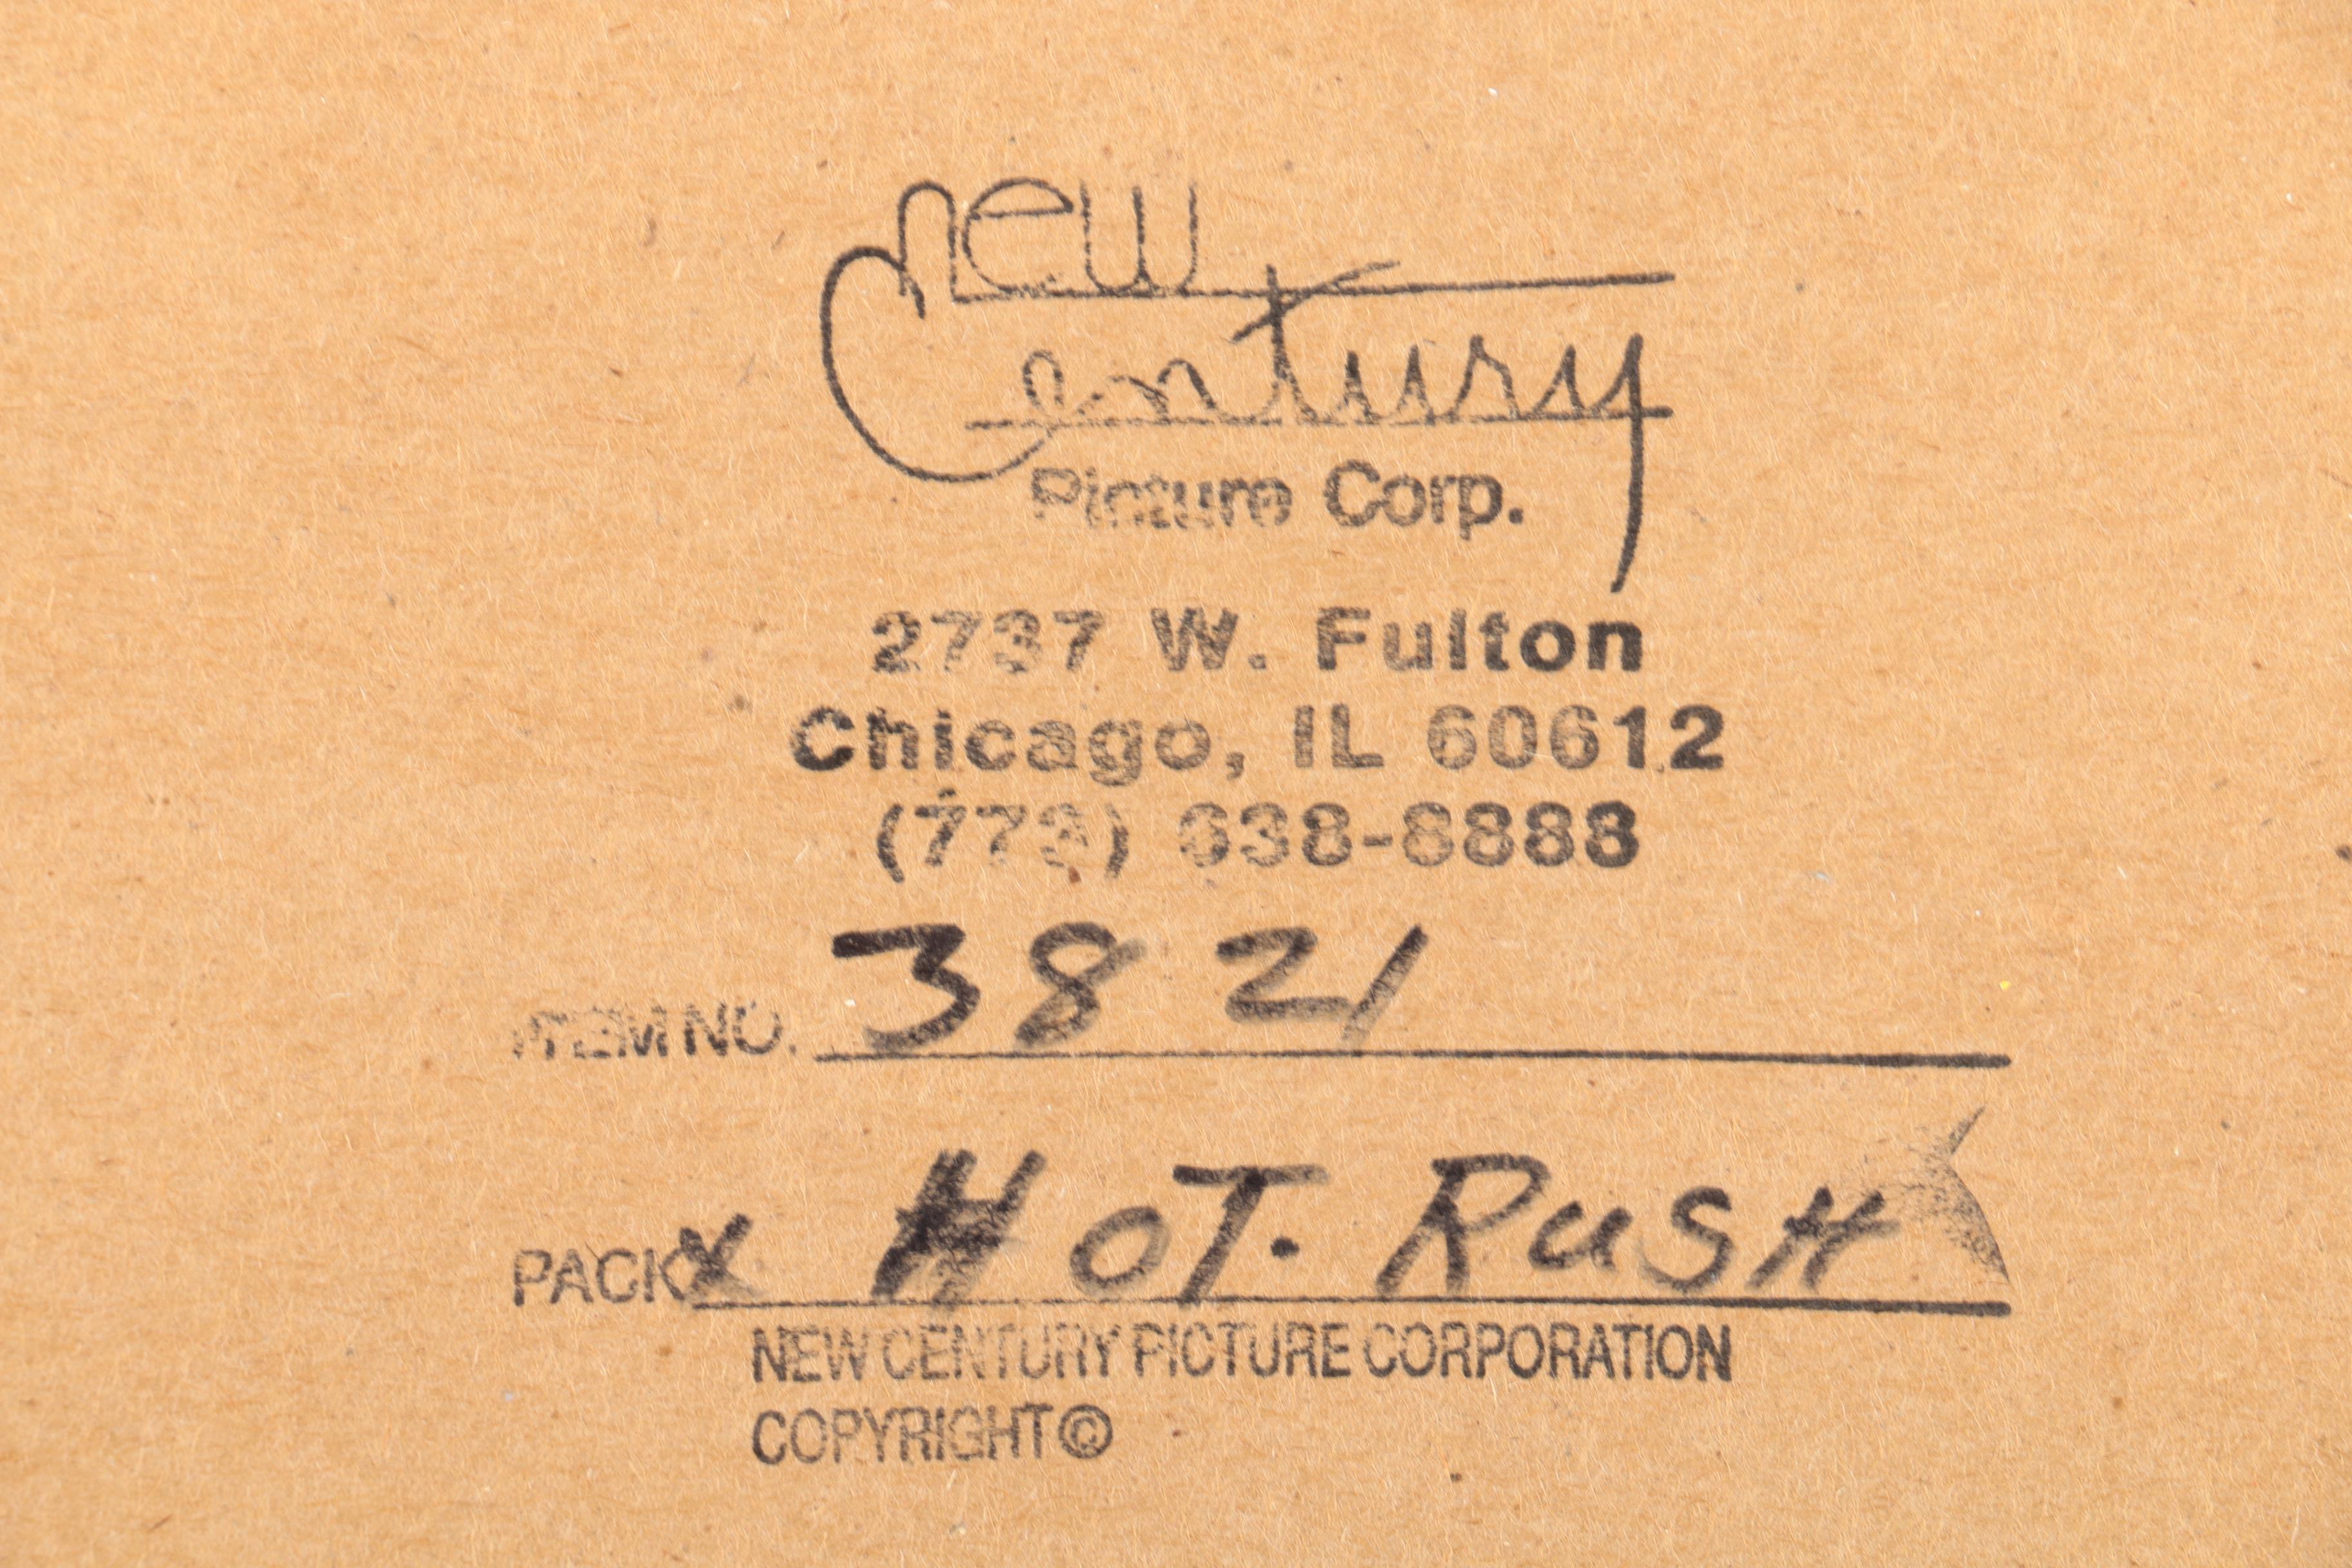 new
Century
Picture Corp.
2737 W. Fulton
Chicago, IL 60612
(773) 638-8888
ITEM NO. 3821
PACK X HOT. RUSH
NEW CENTURY PICTURE CORPORATION
COPYRIGHT©